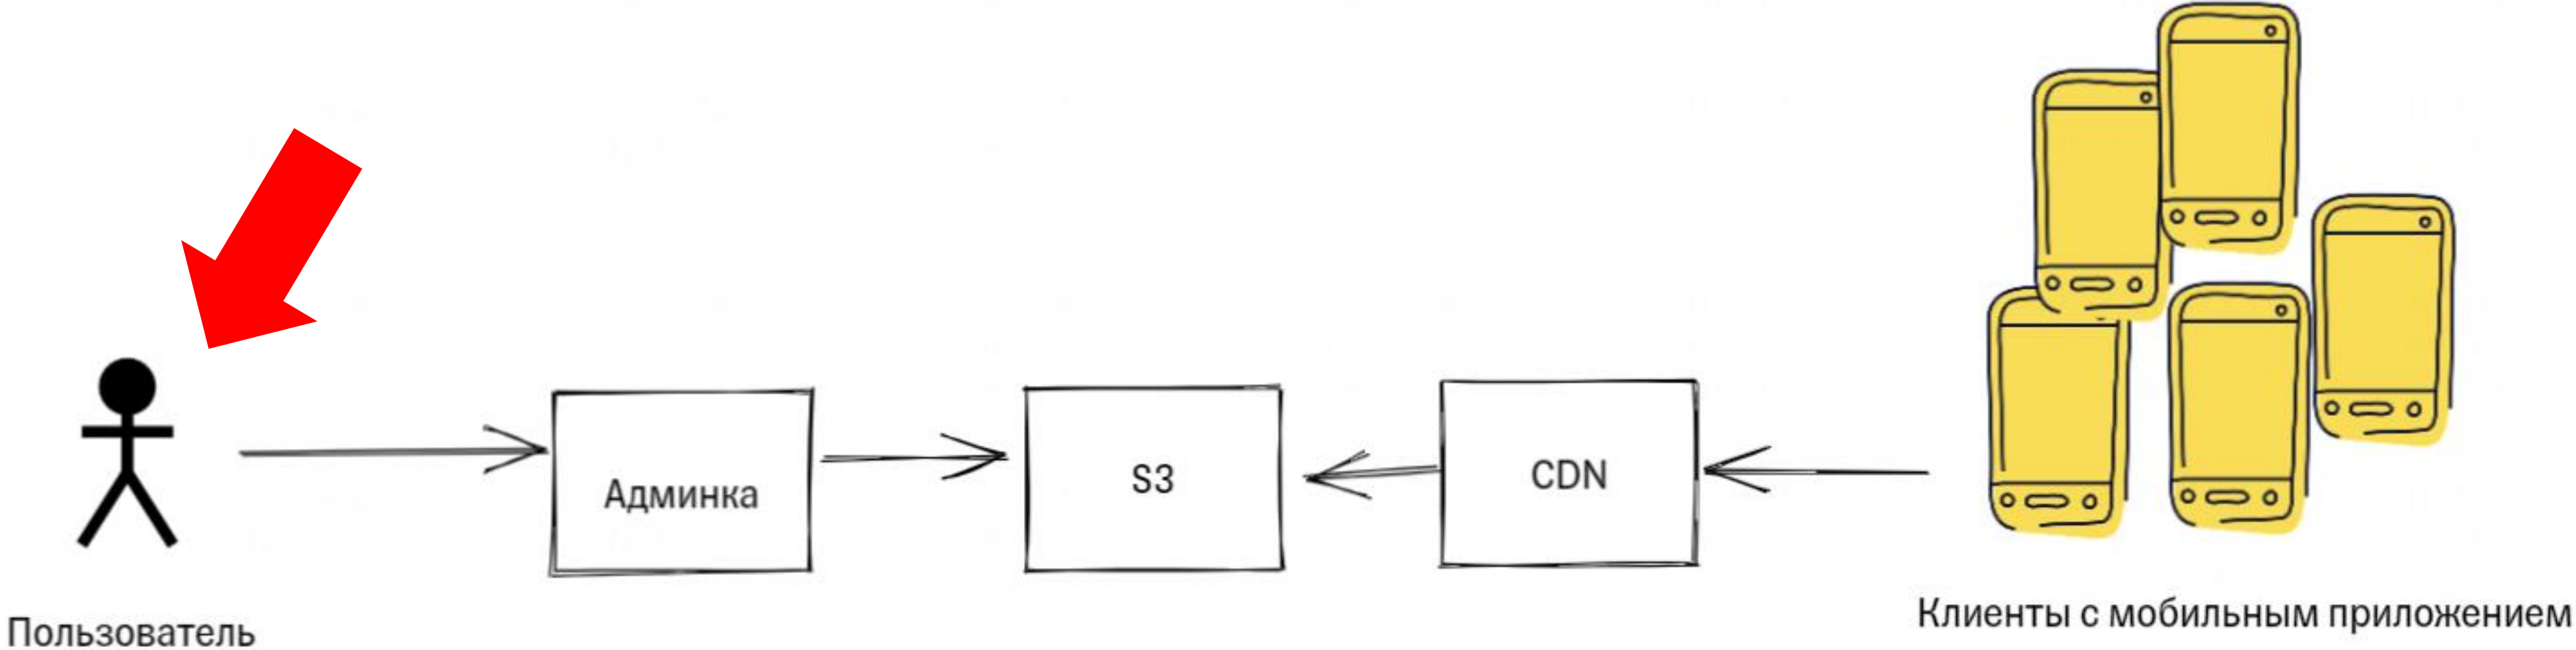 Админка
S3
CDN
Пользователь
Клиенты с мобильным приложением